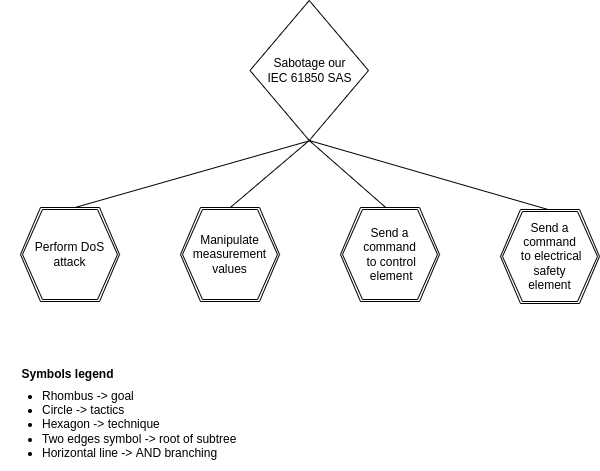 Sabotage our
IEC 61850 SAS
Perform DoS
attack
Manipulate
measurement
values
Send a
command
to control
element
Send a
command
to electrical
safety
element
Symbols legend
• Rhombus -> goal
• Circle -> tactics
• Hexagon -> technique
• Two edges symbol -> root of subtree
• Horizontal line -> AND branching